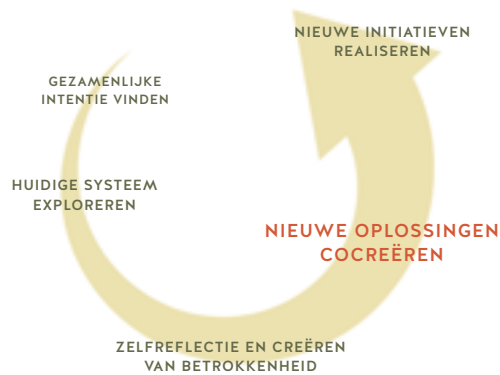 NIEUWE INITIATIEVEN
REALISEREN
GEZAMENLIJKE
INTENTIE VINDEN
HUIDIGE SYSTEEM
EXPLOREREN
NIEUWE OPLOSSINGEN
COCREËREN
ZELFREFLECTIE EN CREËREN
VAN BETROKKENHEID